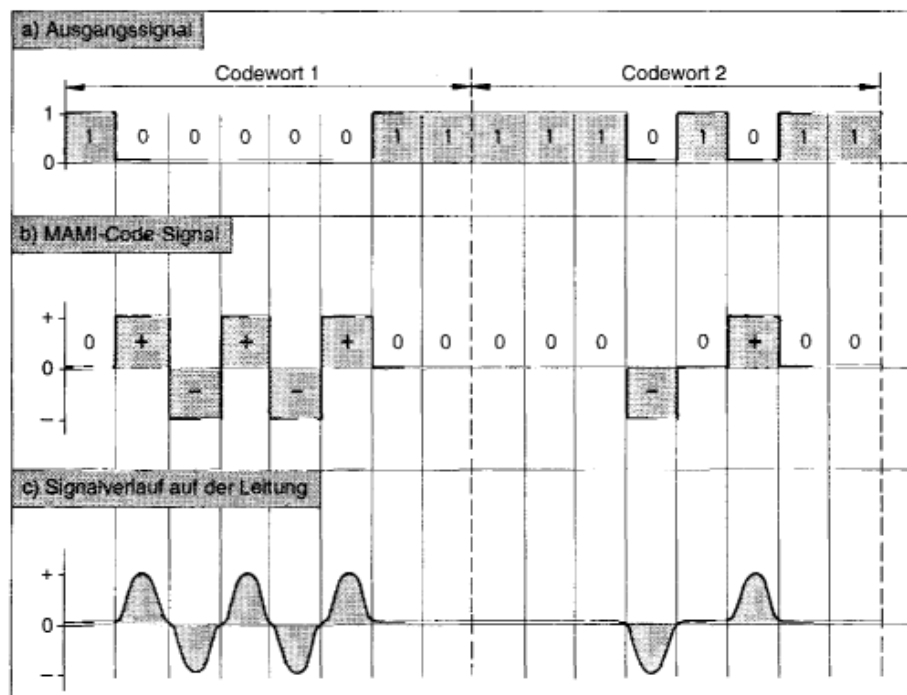 a) Ausgangssignal
Codewort 1 Codewort 2
1 1 0 0 0 0 0 1 1 1 1 1 0 1 0 1 1
0
b) MAMI-Code Signal
+
0 + + + 0 0 0 0 0 0 + 0 0
0
- - -
-
c) Signalverlauf auf der Leitung
+
0
-